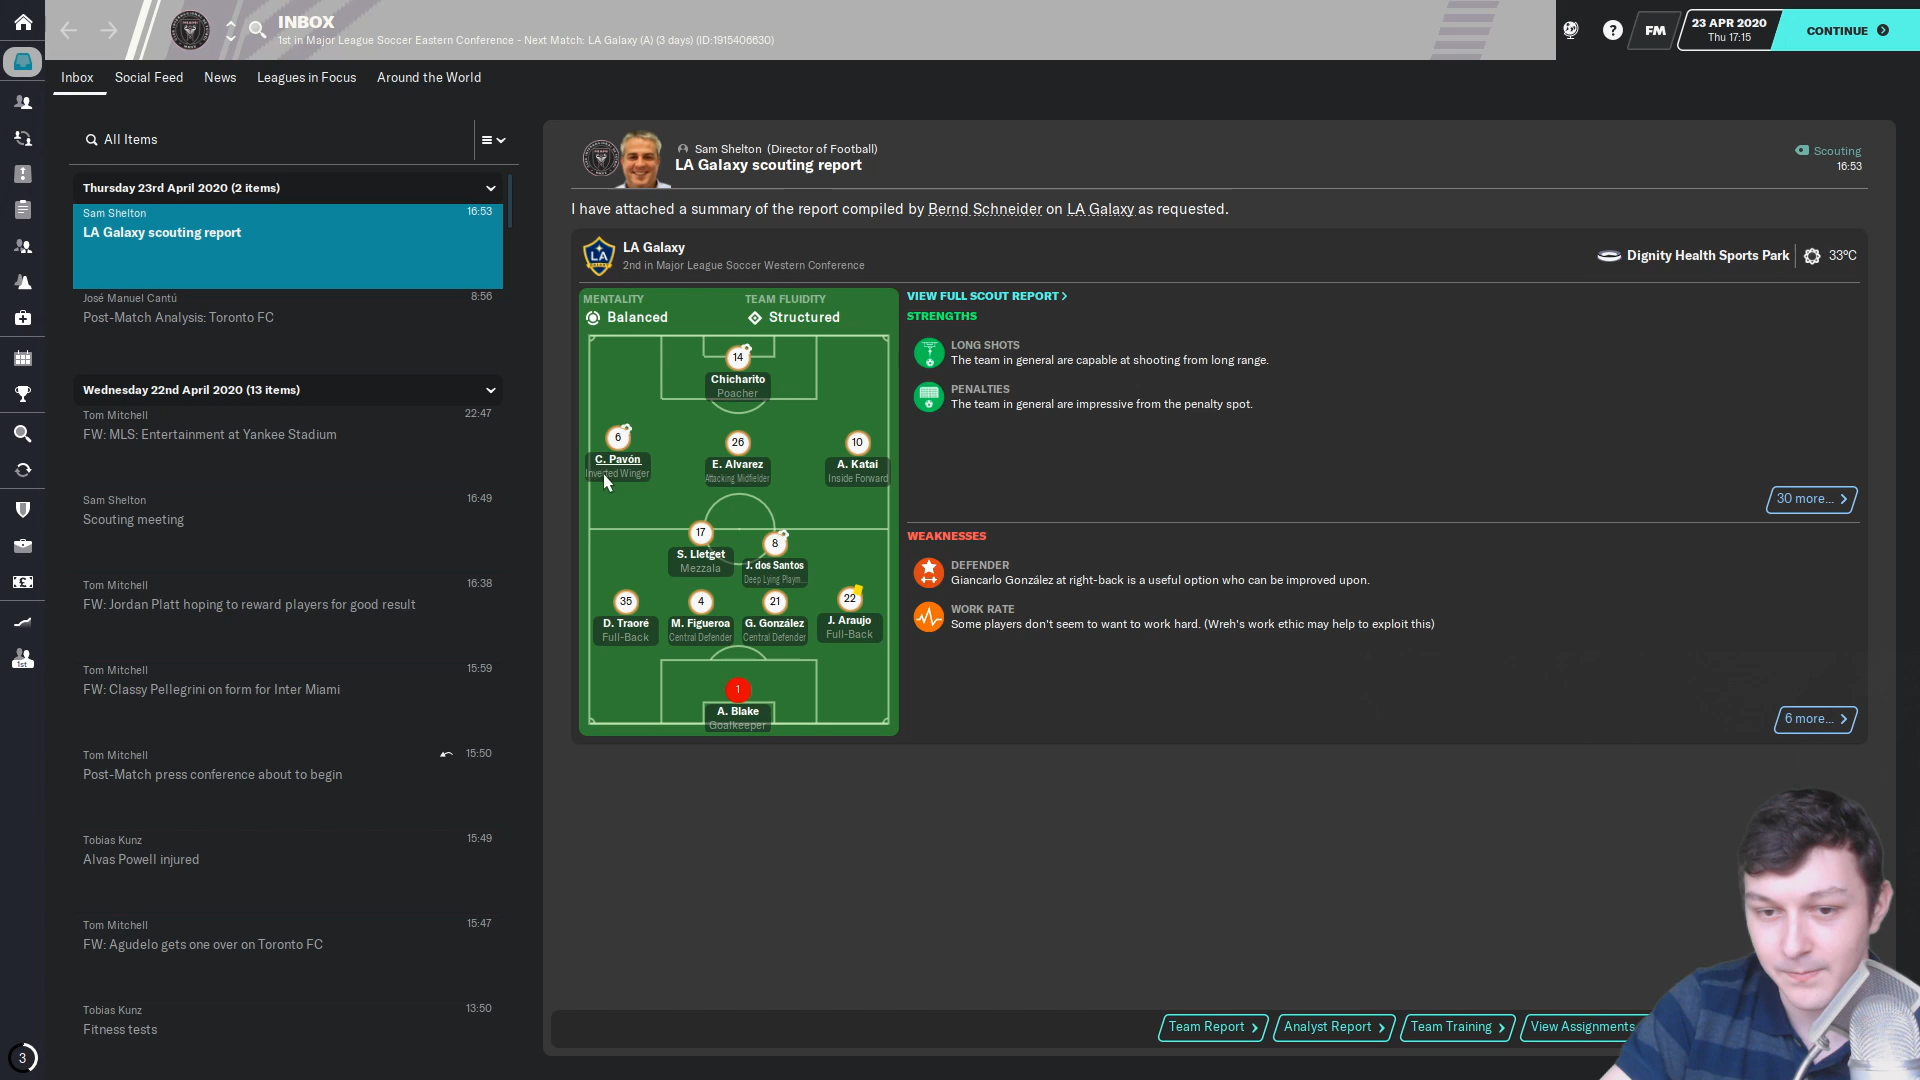 INBOX
1st in Major League Soccer Eastern Conference - Next Match: LA Galaxy (A) (3 days) (ID:1915406630)
?
FM
23 APR 2020
Thu 17:15
CONTINUE
Inbox
Social Feed
News
Leagues in Focus
Around the World
All Items
Thursday 23rd April 2020 (2 items)
Sam Shelton
16:53
LA Galaxy scouting report
José Manuel Cantú
8:56
Post-Match Analysis: Toronto FC
Wednesday 22nd April 2020 (13 items)
Tom Mitchell
22:47
FW: MLS: Entertainment at Yankee Stadium
Sam Shelton
16:49
Scouting meeting
Tom Mitchell
16:38
FW: Jordan Platt hoping to reward players for good result
Tom Mitchell
15:59
FW: Classy Pellegrini on form for Inter Miami
Tom Mitchell
15:50
Post-Match press conference about to begin
Tobias Kunz
15:49
Alvas Powell injured
Tom Mitchell
15:47
FW: Agudelo gets one over on Toronto FC
Tobias Kunz
13:50
Fitness tests
1st
3
Sam Shelton (Director of Football)
LA Galaxy scouting report
Scouting
16:53
I have attached a summary of the report compiled by Bernd Schneider on LA Galaxy as requested.
LA Galaxy
2nd in Major League Soccer Western Conference
Dignity Health Sports Park
33°C
MENTALITY
Balanced
TEAM FLUIDITY
Structured
14
Chicharito
Poacher
6
C. Pavón
Inverted Winger
26
E. Alvarez
Attacking Midfielder
10
A. Katai
Inside Forward
17
S. Lletget
Mezzala
8
J. dos Santos
Deep Lying Playm...
35
D. Traoré
Full-Back
4
M. Figueroa
Central Defender
21
G. González
Central Defender
22
J. Araujo
Full-Back
1
A. Blake
Goalkeeper
VIEW FULL SCOUT REPORT
STRENGTHS
LONG SHOTS
The team in general are capable at shooting from long range.
PENALTIES
The team in general are impressive from the penalty spot.
30 more...
WEAKNESSES
DEFENDER
Giancarlo González at right-back is a useful option who can be improved upon.
WORK RATE
Some players don't seem to want to work hard. (Wreh's work ethic may help to exploit this)
6 more...
Team Report
Analyst Report
Team Training
View Assignments